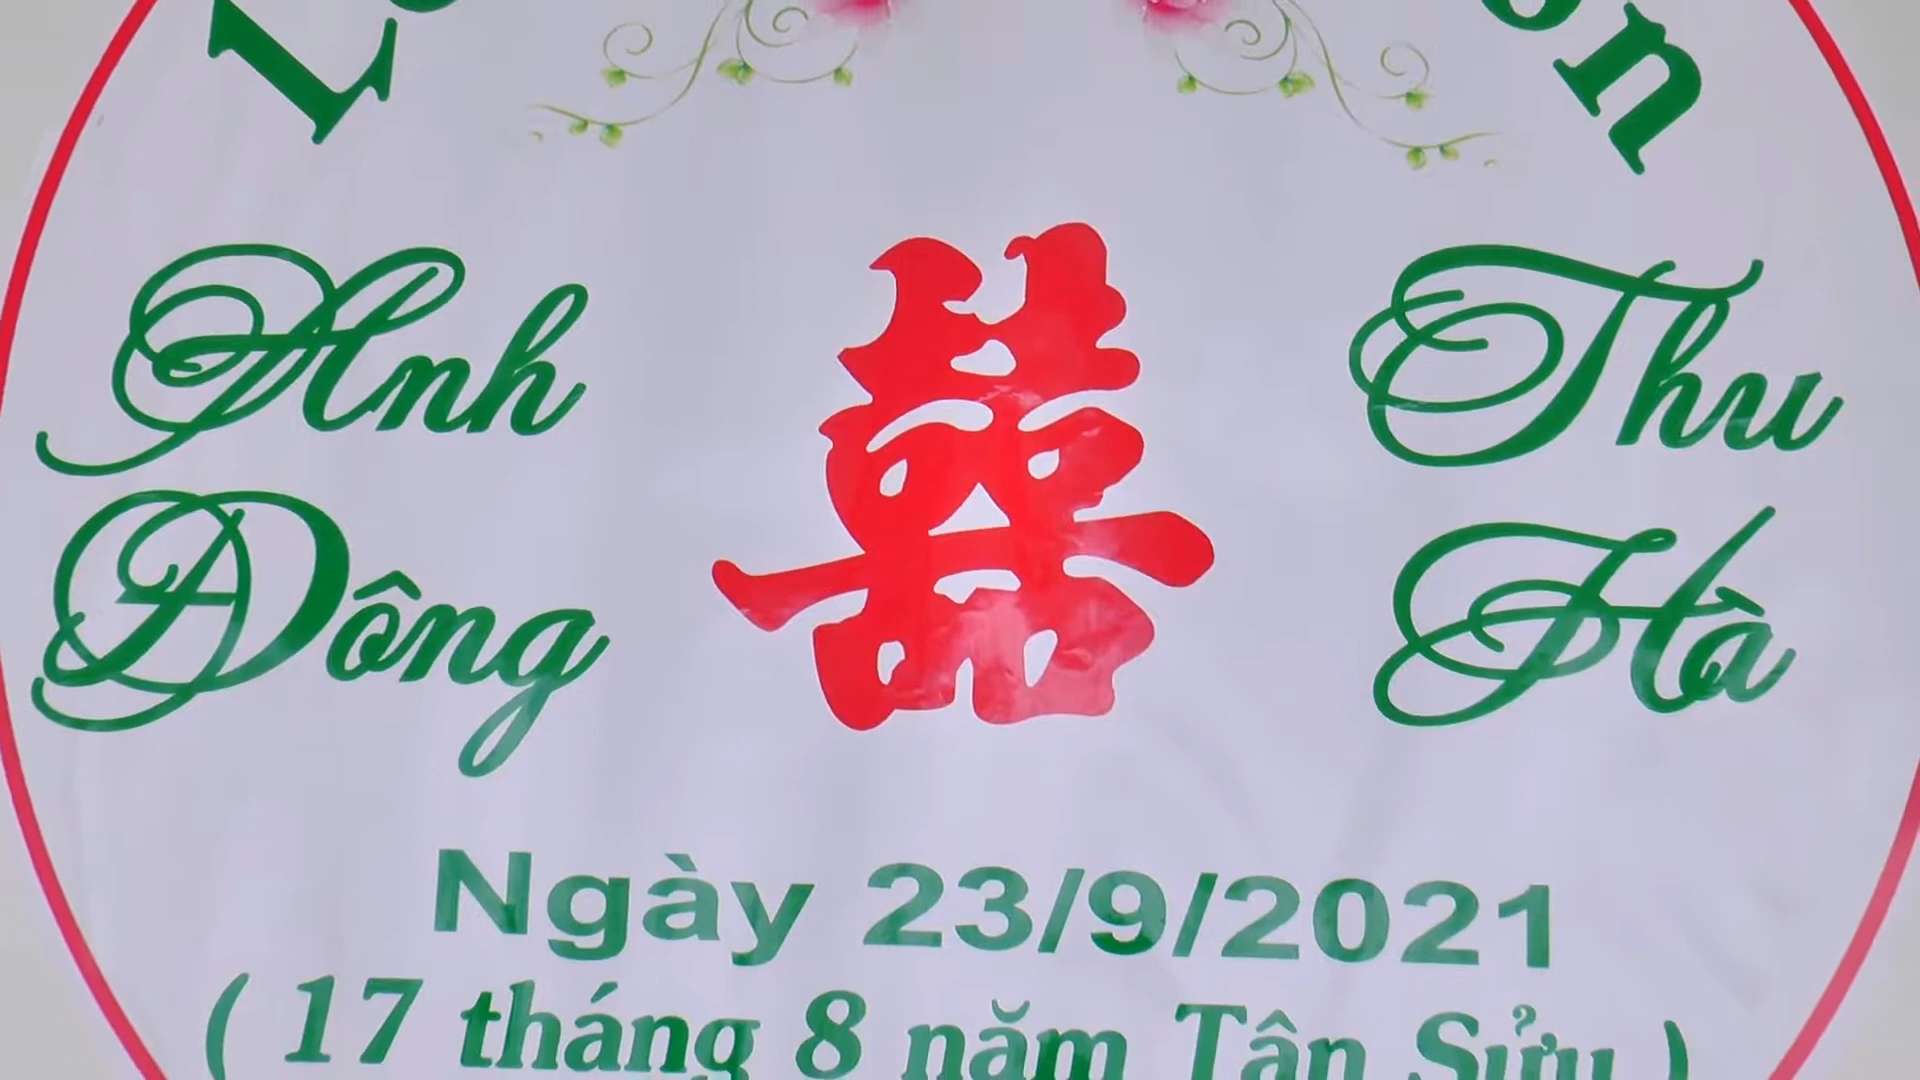 Anh
Đông
囍
Thu
Hà
Ngày 23/9/2021
( 17 tháng 8 năm Tân Sửu )